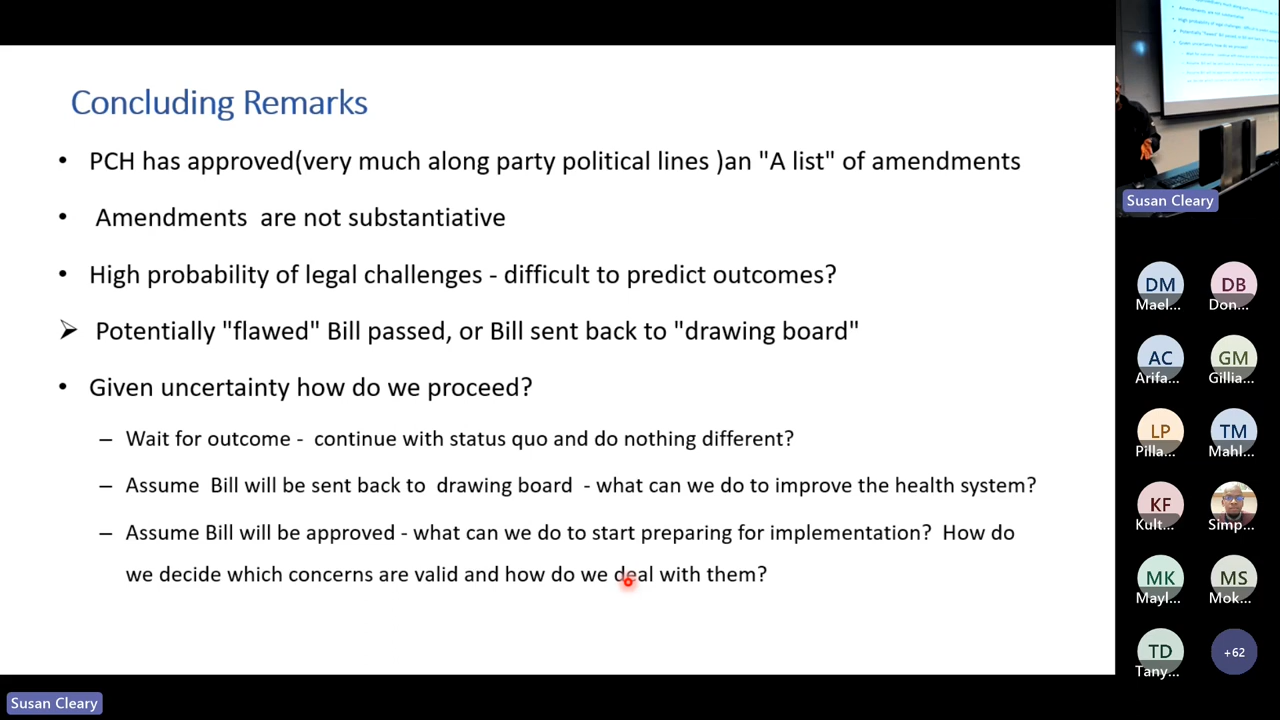 Concluding Remarks
• PCH has approved(very much along party political lines )an "A list" of amendments
• Amendments are not substantiative
• High probability of legal challenges - difficult to predict outcomes?
➢ Potentially "flawed" Bill passed, or Bill sent back to "drawing board"
• Given uncertainty how do we proceed?
– Wait for outcome - continue with status quo and do nothing different?
– Assume Bill will be sent back to drawing board - what can we do to improve the health system?
– Assume Bill will be approved - what can we do to start preparing for implementation? How do
we decide which concerns are valid and how do we deal with them?
Susan Cleary
Susan Cleary
DM
Mael...
DB
Don...
AC
Arifa...
GM
Gillia...
LP
Pilla...
TM
Mahl...
KF
Kult...
Simp...
MK
Mayl...
MS
Mok...
TD
Tany...
+62